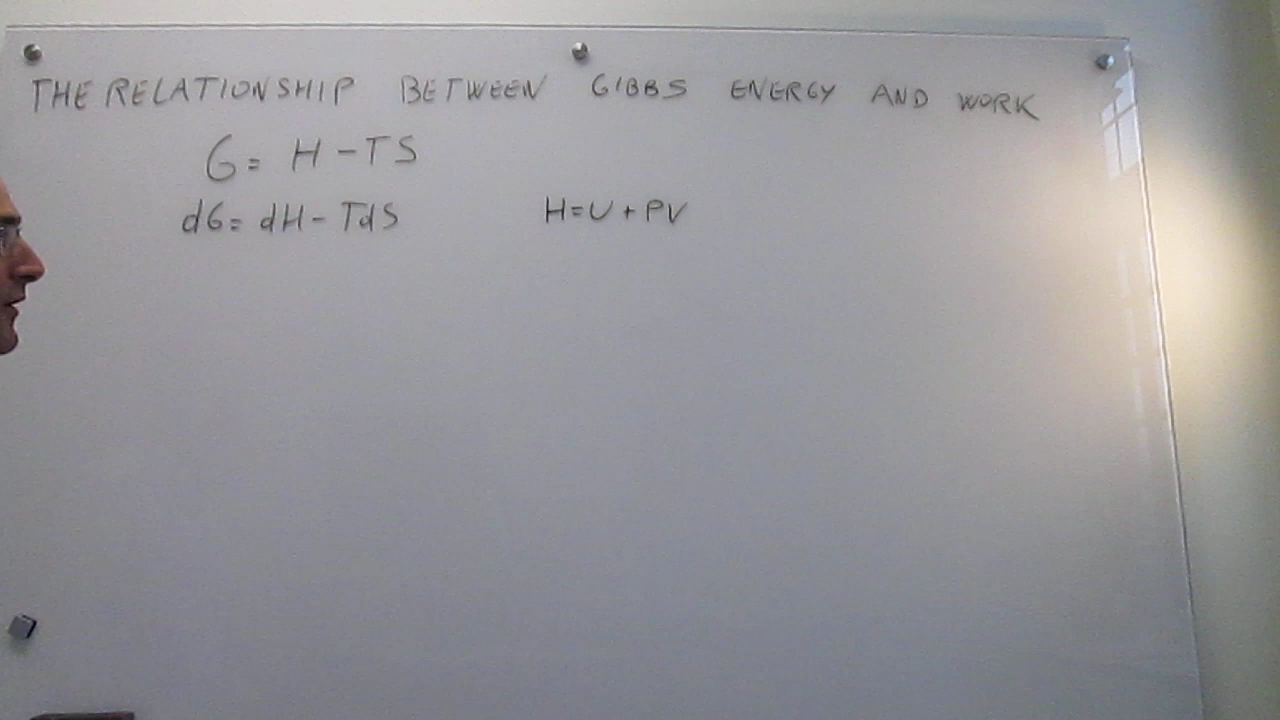 THE RELATIONSHIP BETWEEN GIBBS ENERGY AND WORK
G = H - TS
dG = dH - TdS H = U + PV